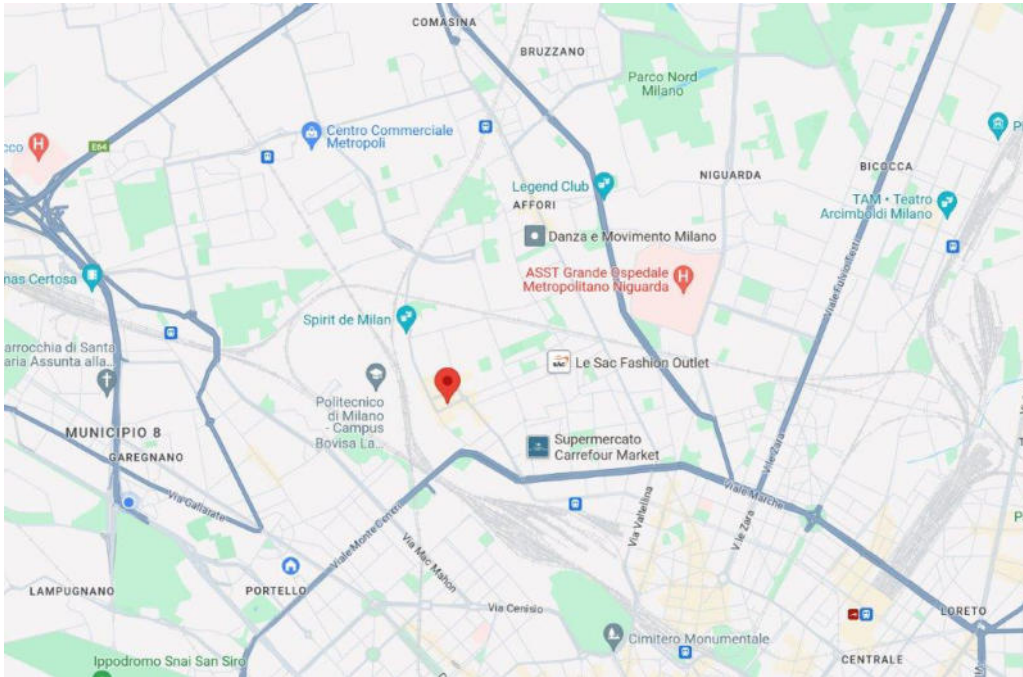 COMASINA
BRUZZANO
Parco Nord
Milano
E64
Centro Commerciale
Metropoli
BICOCCA
NIGUARDA
Legend Club
AFFORI
TAM • Teatro
Arcimboldi Milano
Danza e Movimento Milano
ASST Grande Ospedale
Metropolitano Niguarda
Viale Fulvio Testi
nas Certosa
Spirit de Milan
arrocchia di Santa
aria Assunta alla...
Le Sac Fashion Outlet
Politecnico
di Milano
- Campus
Bovisa La...
MUNICIPIO 8
GAREGNANO
Supermercato
Carrefour Market
V.le Zara
Viale Marche
Via Gallarate
Via Valtellina
V.le Zara
Viale Monte Ceneri
Via Mac Mahon
LAMPUGNANO
PORTELLO
Via Cenisio
LORETO
Cimitero Monumentale
CENTRALE
Ippodromo Snai San Siro